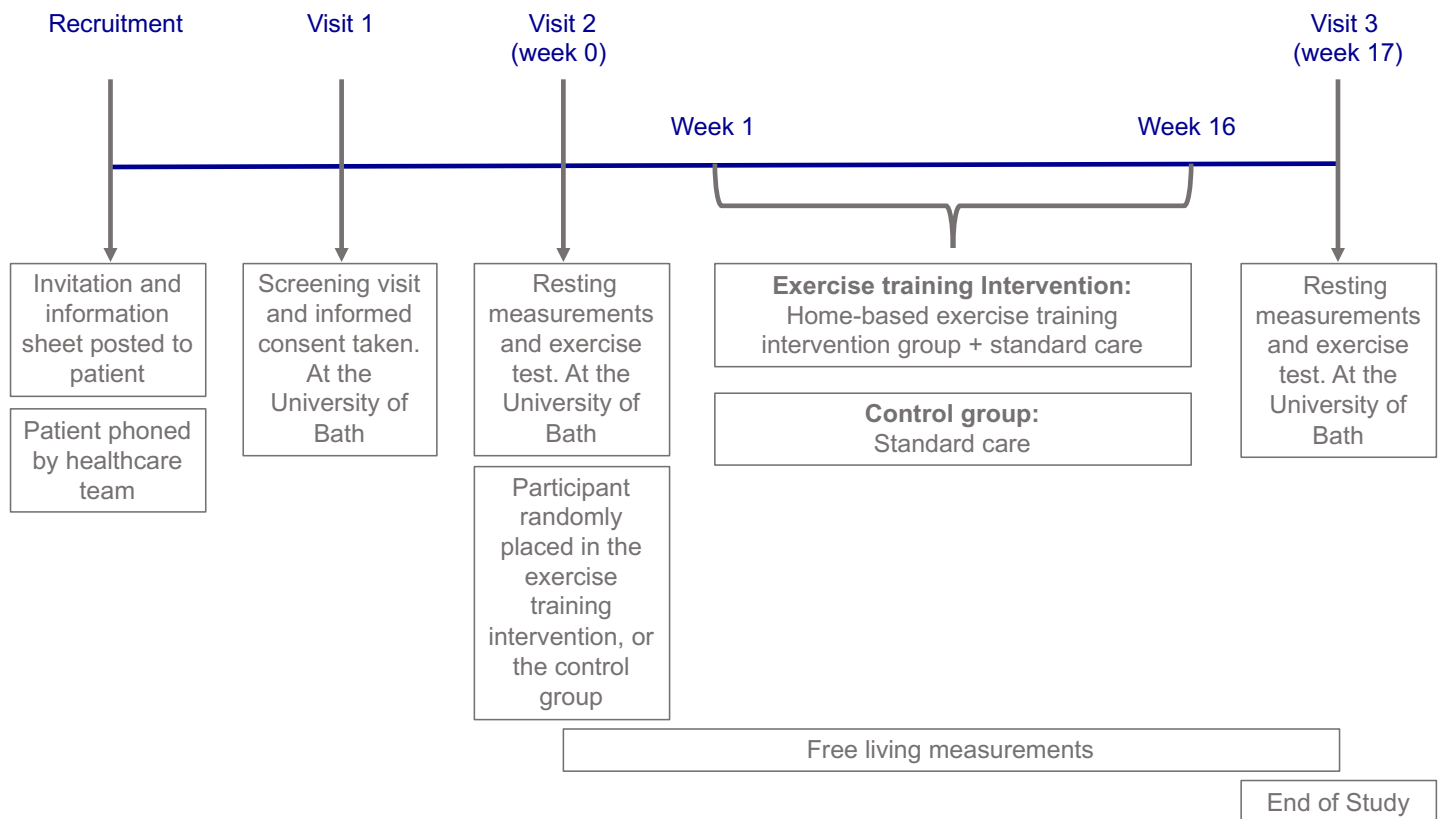 Recruitment
Visit 1
Visit 2
(week 0)
Visit 3
(week 17)
Week 1
Week 16
Invitation and
information
sheet posted to
patient
Patient phoned
by healthcare
team
Screening visit
and informed
consent taken.
At the
University of
Bath
Resting
measurements
and exercise
test. At the
University of
Bath
Participant
randomly
placed in the
exercise
training
intervention, or
the control
group
Exercise training Intervention:
Home-based exercise training
intervention group + standard care
Control group:
Standard care
Resting
measurements
and exercise
test. At the
University of
Bath
Free living measurements
End of Study